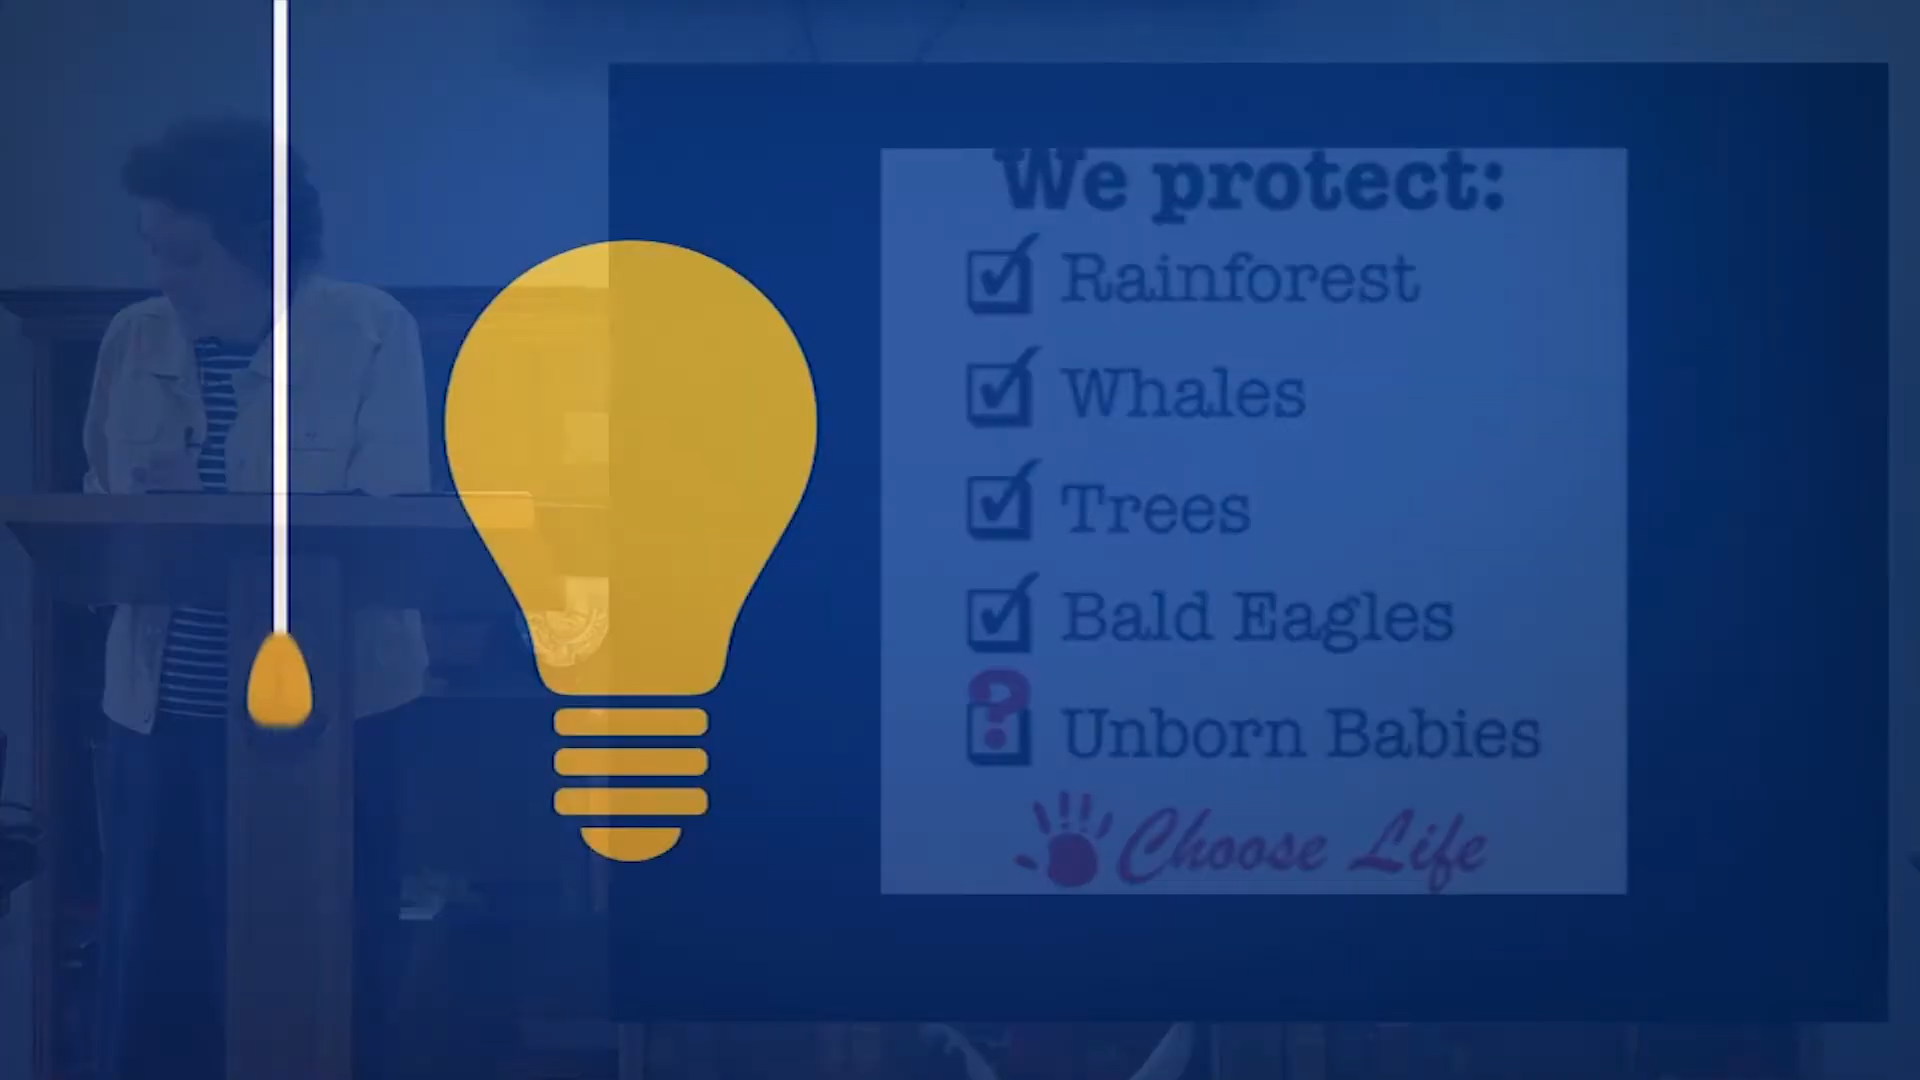 We protect:
Rainforest
Whales
Trees
Bald Eagles
? Unborn Babies
Choose Life